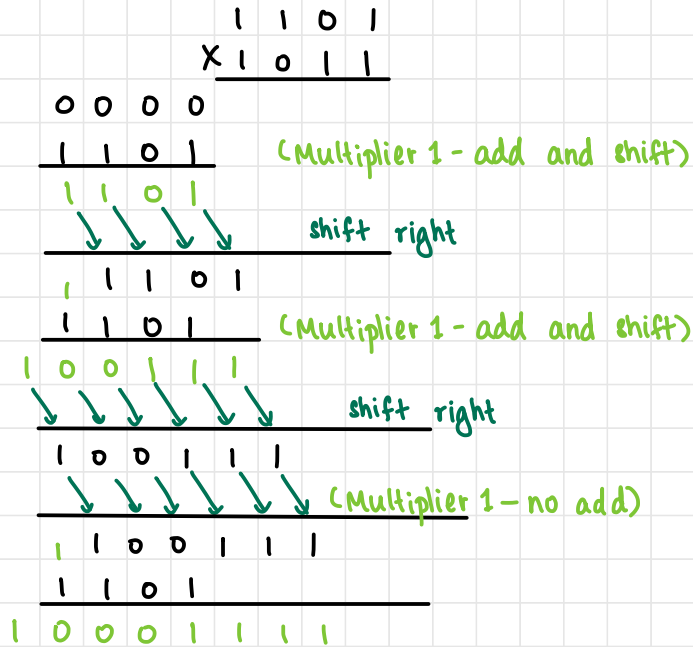 1 1 0 1
X 1 0 1 1
0 0 0 0
1 1 0 1 (Multiplier 1 - add and shift)
1 1 0 1
shift right
1 1 1 0 1
1 1 0 1 (Multiplier 1 - add and shift)
1 0 0 1 1 1
shift right
1 0 0 1 1 1
(Multiplier 1 - no add)
1 1 0 0 1 1 1
1 1 0 1
1 0 0 0 1 1 1 1